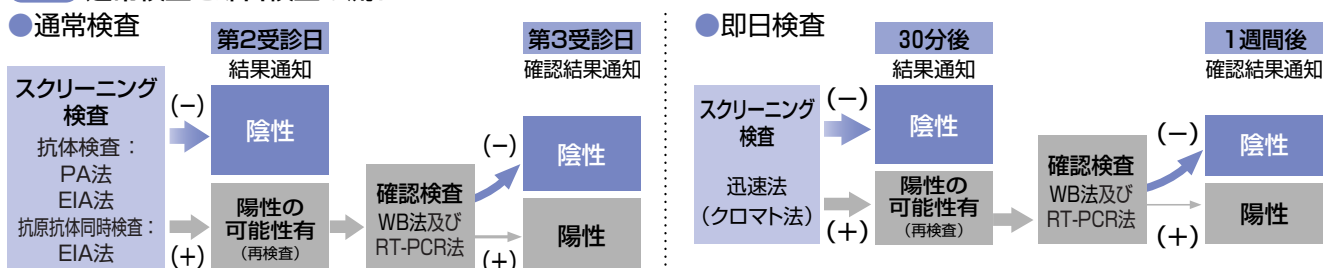 ●通常検査
第2受診日
結果通知
第3受診日
確認結果通知
スクリーニング
検査
抗体検査：
PA法
EIA法
抗原抗体同時検査：
EIA法
(−)
陰性
(+)
陽性の
可能性有
(再検査)
確認検査
WB法及び
RT-PCR法
(−)
陰性
(+)
陽性
●即日検査
30分後
結果通知
1週間後
確認結果通知
スクリーニング
検査
迅速法
（クロマト法）
(−)
陰性
(+)
陽性の
可能性有
(再検査)
確認検査
WB法及び
RT-PCR法
(−)
陰性
(+)
陽性